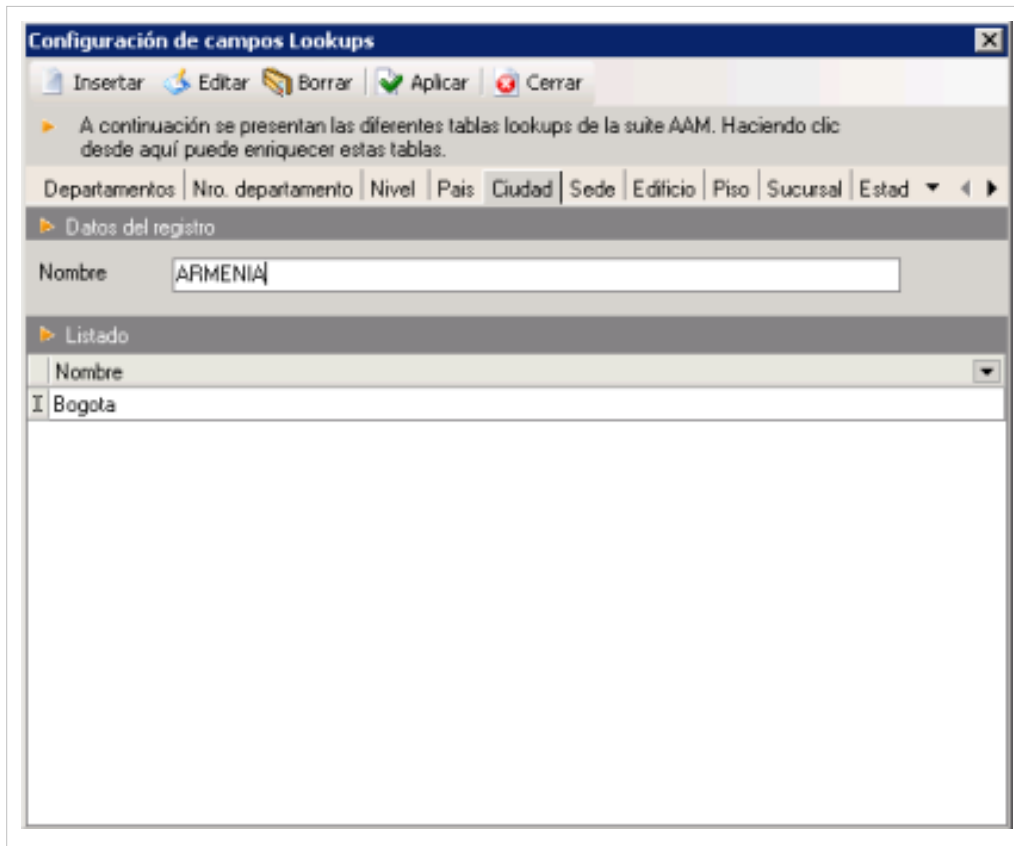 Configuración de campos Lookups
Insertar Editar Borrar Aplicar Cerrar
A continuación se presentan las diferentes tablas lookups de la suite AAM. Haciendo clic
desde aquí puede enriquecer estas tablas.
Departamentos Nro. departamento Nivel Pais Ciudad Sede Edificio Piso Sucursal Estad
Datos del registro
Nombre ARMENIA
Listado
Nombre
Bogota